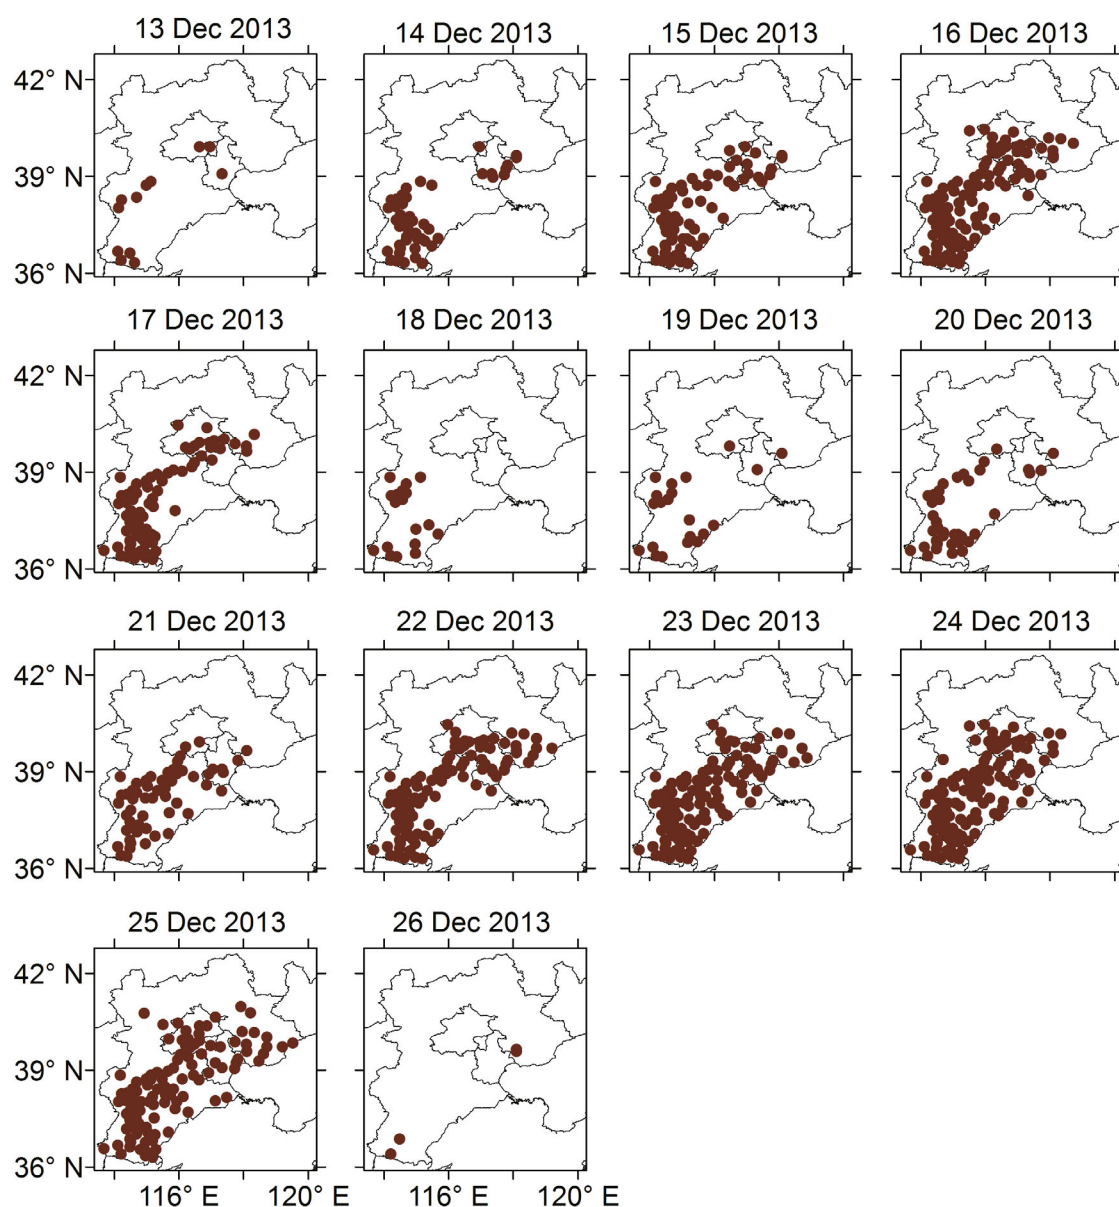 13 Dec 2013
14 Dec 2013
15 Dec 2013
16 Dec 2013
42° N
39° N
36° N
17 Dec 2013
18 Dec 2013
19 Dec 2013
20 Dec 2013
42° N
39° N
36° N
21 Dec 2013
22 Dec 2013
23 Dec 2013
24 Dec 2013
42° N
39° N
36° N
25 Dec 2013
26 Dec 2013
42° N
39° N
36° N
116° E
120° E
116° E
120° E